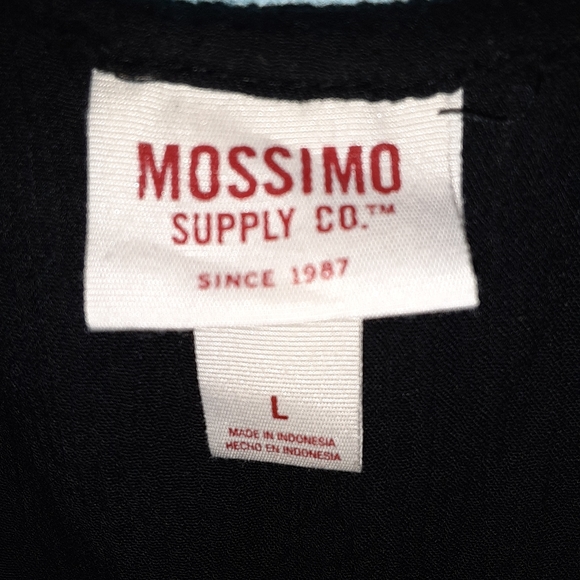 MOSSIMO
SUPPLY CO.™
SINCE 1987
L
MADE IN INDONESIA
HECHO EN INDONESIA